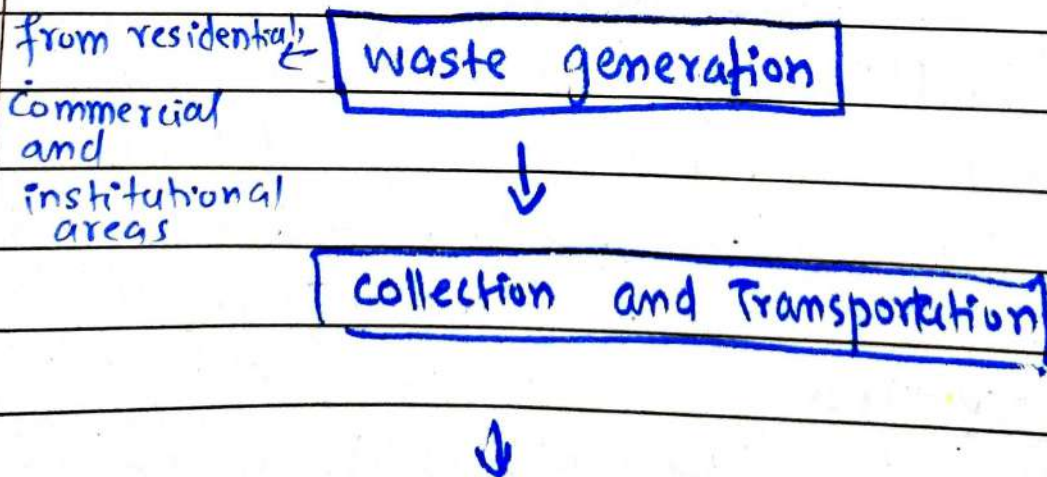 from residential,
waste generation
commercial
and
institutional
areas
collection and Transportation